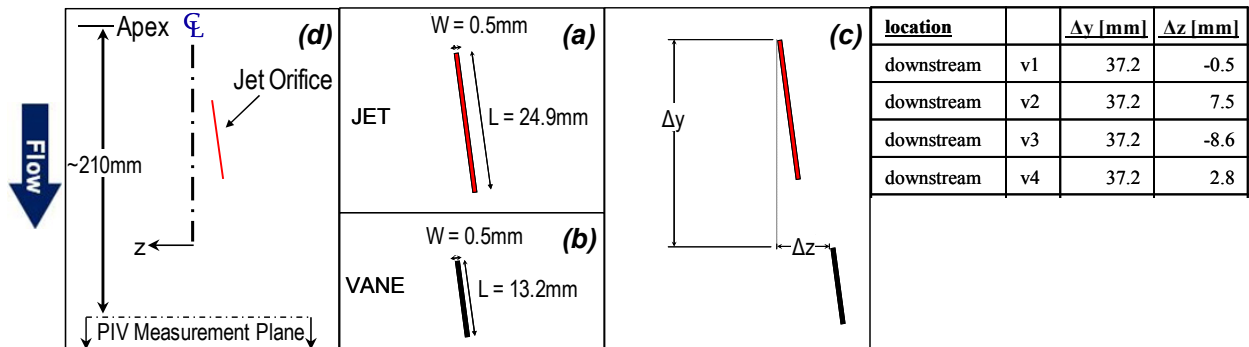 Apex ℄
(d)
Jet Orifice
Flow
~210mm
z
PIV Measurement Plane
W = 0.5mm
(a)
JET
L = 24.9mm
(b)
W = 0.5mm
VANE
L = 13.2mm
(c)
Δy
Δz
location Δy [mm] Δz [mm]
downstream v1 37.2 -0.5
downstream v2 37.2 7.5
downstream v3 37.2 -8.6
downstream v4 37.2 2.8